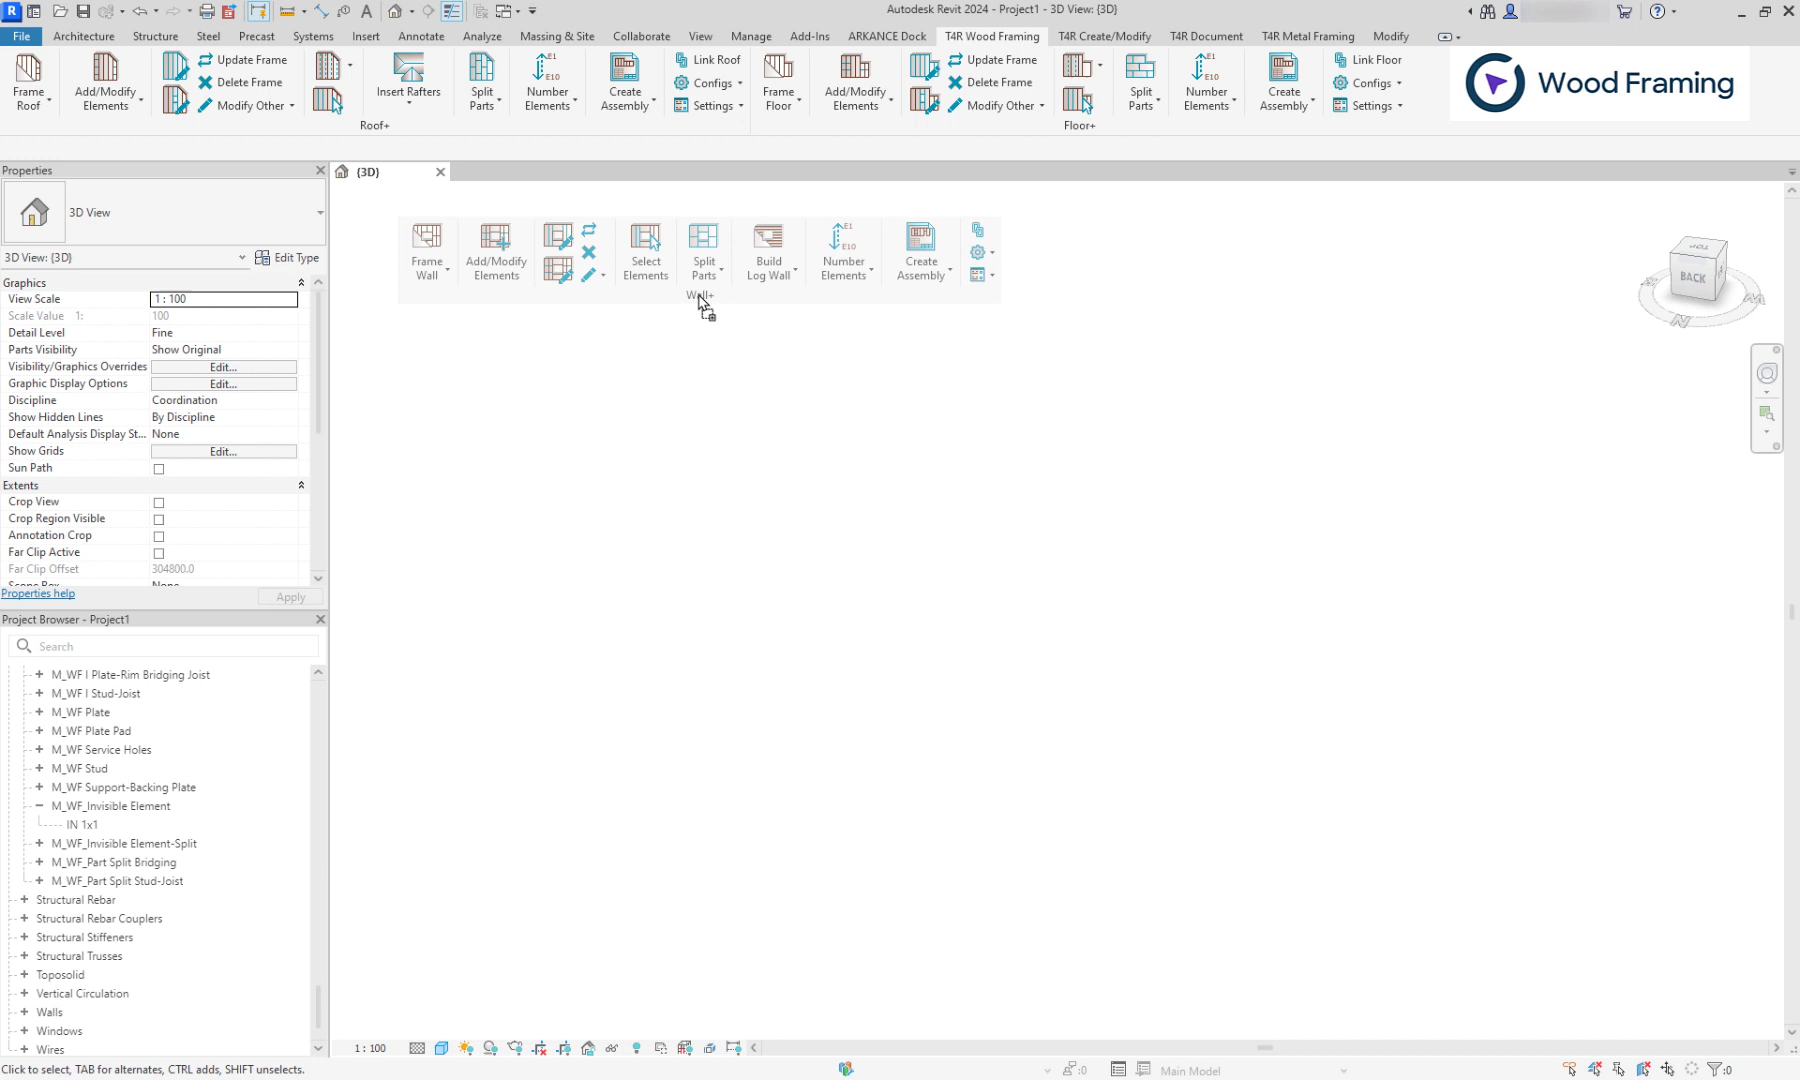 Autodesk Revit 2024 - Project1 - 3D View: {3D}
File Architecture Structure Steel Precast Systems Insert Annotate Analyze Massing & Site Collaborate View Manage Add-Ins ARKANCE Dock T4R Wood Framing T4R Create/Modify T4R Document T4R Metal Framing Modify
Frame Roof
Add/Modify Elements
Update Frame
Delete Frame
Modify Other
Insert Rafters
Split Parts
E1
E10
Number Elements
Create Assembly
Link Roof
Configs
Settings
Roof+
Frame Floor
Add/Modify Elements
Update Frame
Delete Frame
Modify Other
Split Parts
E1
E10
Number Elements
Create Assembly
Link Floor
Configs
Settings
Floor+
Wood Framing
Properties
3D View
3D View: {3D}
Edit Type
Graphics
View Scale 1 : 100
Scale Value 1: 100
Detail Level Fine
Parts Visibility Show Original
Visibility/Graphics Overrides Edit...
Graphic Display Options Edit...
Discipline Coordination
Show Hidden Lines By Discipline
Default Analysis Display St... None
Show Grids Edit...
Sun Path
Extents
Crop View
Crop Region Visible
Annotation Crop
Far Clip Active
Far Clip Offset 304800.0
Scope Box None
Properties help
Apply
Project Browser - Project1
Search
M_WF I Plate-Rim Bridging Joist
M_WF I Stud-Joist
M_WF Plate
M_WF Plate Pad
M_WF Service Holes
M_WF Stud
M_WF Support-Backing Plate
M_WF_Invisible Element
IN 1x1
M_WF_Invisible Element-Split
M_WF_Part Split Bridging
M_WF_Part Split Stud-Joist
Structural Rebar
Structural Rebar Couplers
Structural Stiffeners
Structural Trusses
Toposolid
Vertical Circulation
Walls
Windows
Wires
{3D}
Frame Wall
Add/Modify Elements
Select Elements
Split Parts
Build Log Wall
E1
E10
Number Elements
Create Assembly
Wall+
TOP
BACK
N
1 : 100
Click to select, TAB for alternates, CTRL adds, SHIFT unselects.
:0
Main Model
:0